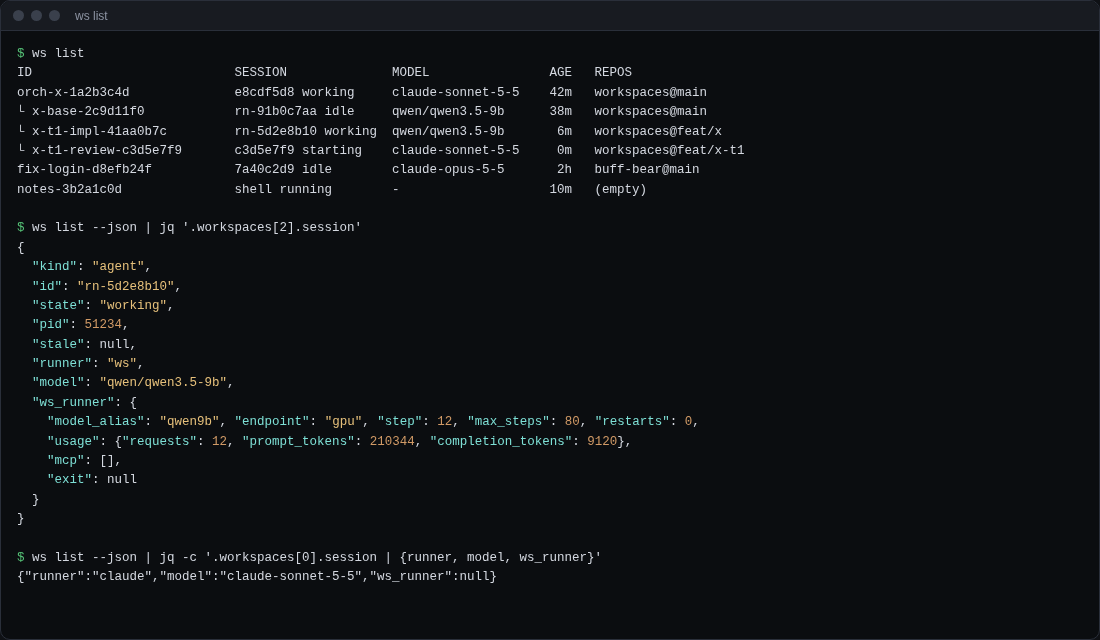 ws list
$ ws list
ID                           SESSION              MODEL                AGE   REPOS
orch-x-1a2b3c4d              e8cdf5d8 working     claude-sonnet-5-5    42m   workspaces@main
└ x-base-2c9d11f0            rn-91b0c7aa idle     qwen/qwen3.5-9b      38m   workspaces@main
└ x-t1-impl-41aa0b7c         rn-5d2e8b10 working  qwen/qwen3.5-9b       6m   workspaces@feat/x
└ x-t1-review-c3d5e7f9       c3d5e7f9 starting    claude-sonnet-5-5     0m   workspaces@feat/x-t1
fix-login-d8efb24f           7a40c2d9 idle        claude-opus-5-5       2h   buff-bear@main
notes-3b2a1c0d               shell running        -                    10m   (empty)
$ ws list --json | jq '.workspaces[2].session'
{
  "kind": "agent",
  "id": "rn-5d2e8b10",
  "state": "working",
  "pid": 51234,
  "stale": null,
  "runner": "ws",
  "model": "qwen/qwen3.5-9b",
  "ws_runner": {
    "model_alias": "qwen9b", "endpoint": "gpu", "step": 12, "max_steps": 80, "restarts": 0,
    "usage": {"requests": 12, "prompt_tokens": 210344, "completion_tokens": 9120},
    "mcp": [],
    "exit": null
  }
}
$ ws list --json | jq -c '.workspaces[0].session | {runner, model, ws_runner}'
{"runner":"claude","model":"claude-sonnet-5-5","ws_runner":null}